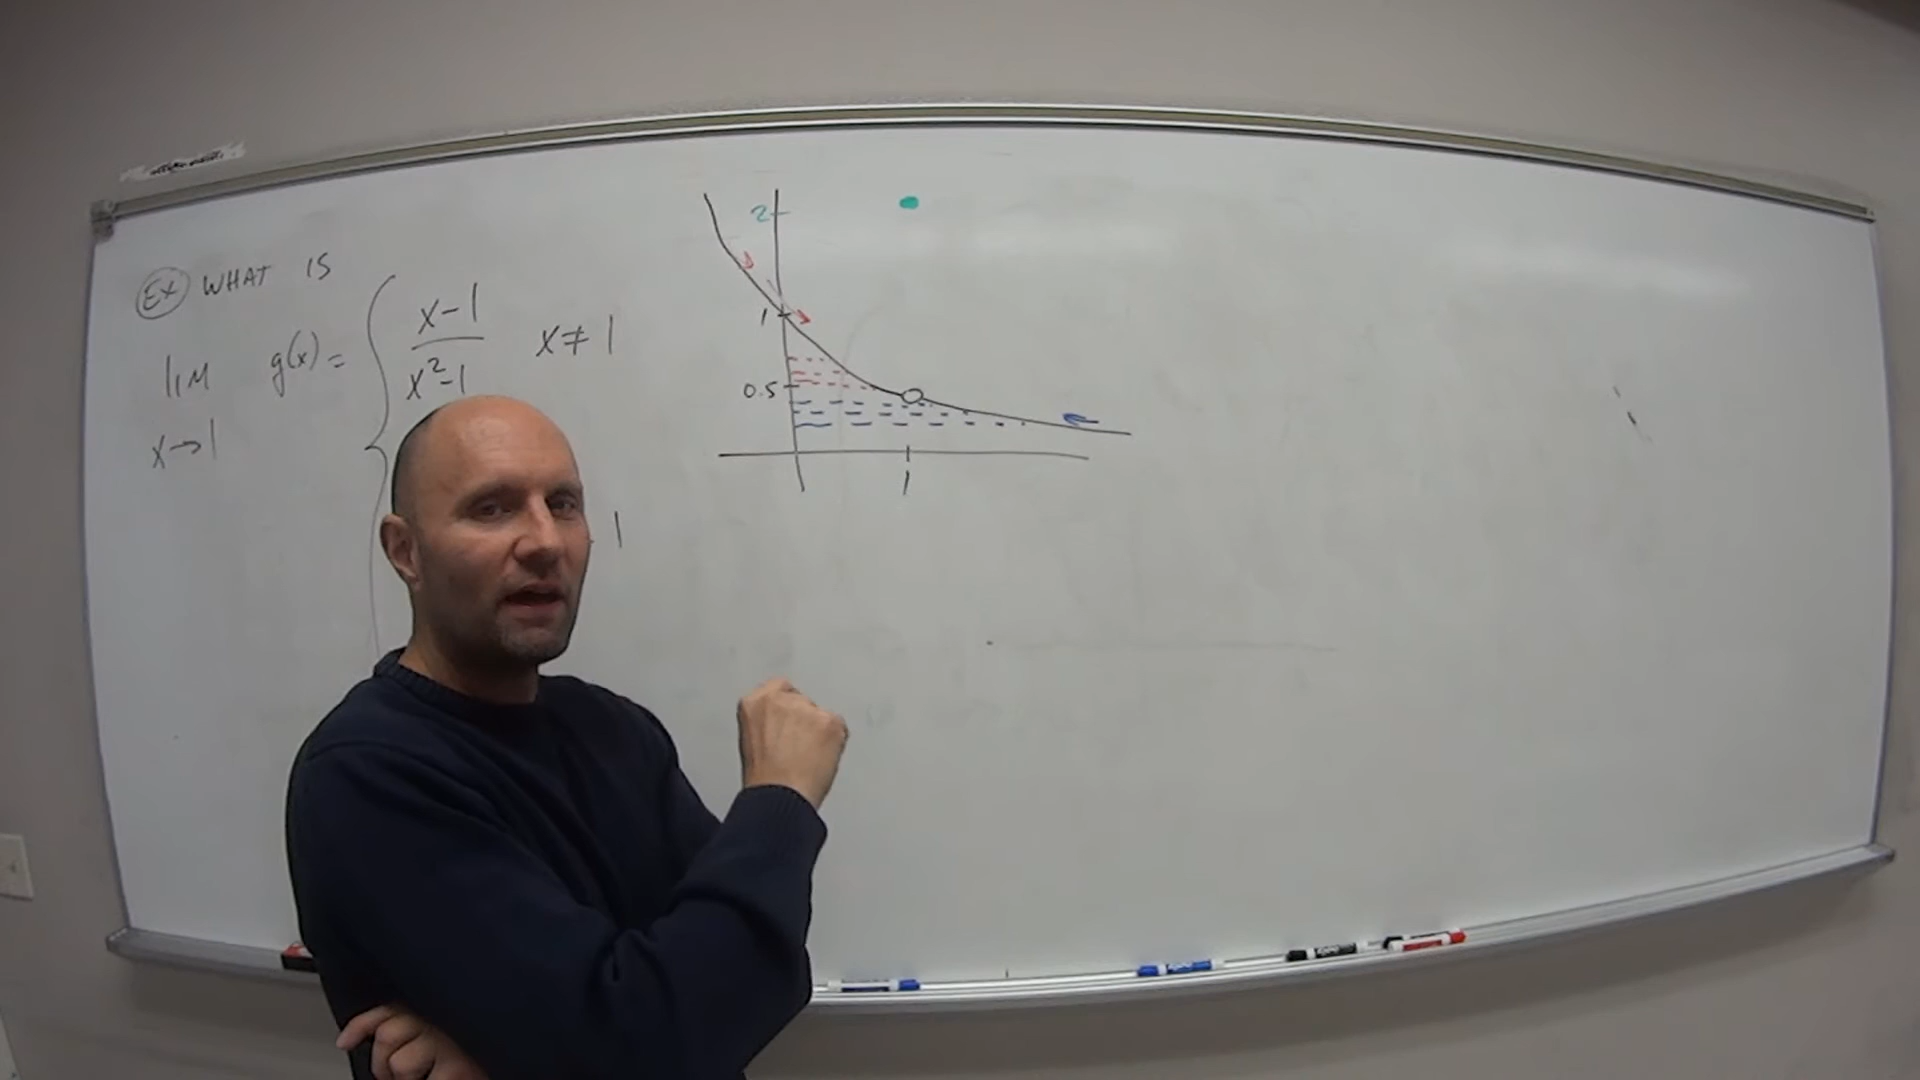 EX WHAT IS
lim g(x) = { x-1 / x²-1 x ≠ 1
x→1
1
2
1
0.5
1